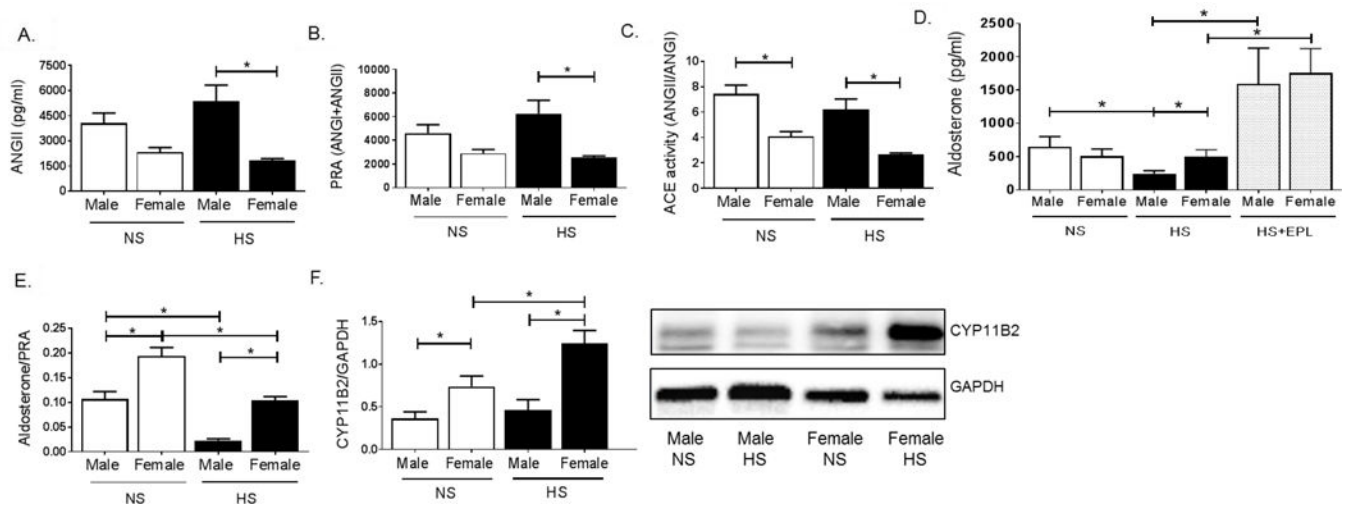 A.
ANGII (pg/ml)
7500
6000
4500
3000
1500
0
*
Male Female Male Female
NS HS
B.
PRA (ANGI+ANGII)
10000
8000
6000
4000
2000
0
*
Male Female Male Female
NS HS
C.
ACE activity (ANGII/ANGI)
8
6
4
2
0
* *
Male Female Male Female
NS HS
D.
Aldosterone (pg/ml)
2500
2000
1500
1000
500
0
*
*
* *
Male Female Male Female Male Female
NS HS HS+EPL
E.
Aldosterone/PRA
0.25
0.20
0.15
0.10
0.05
0.00
*
* *
*
Male Female Male Female
NS HS
F.
CYP11B2/GAPDH
1.5
1.0
0.5
0.0
*
* *
Male Female Male Female
NS HS
CYP11B2
GAPDH
Male Male Female Female
NS HS NS HS